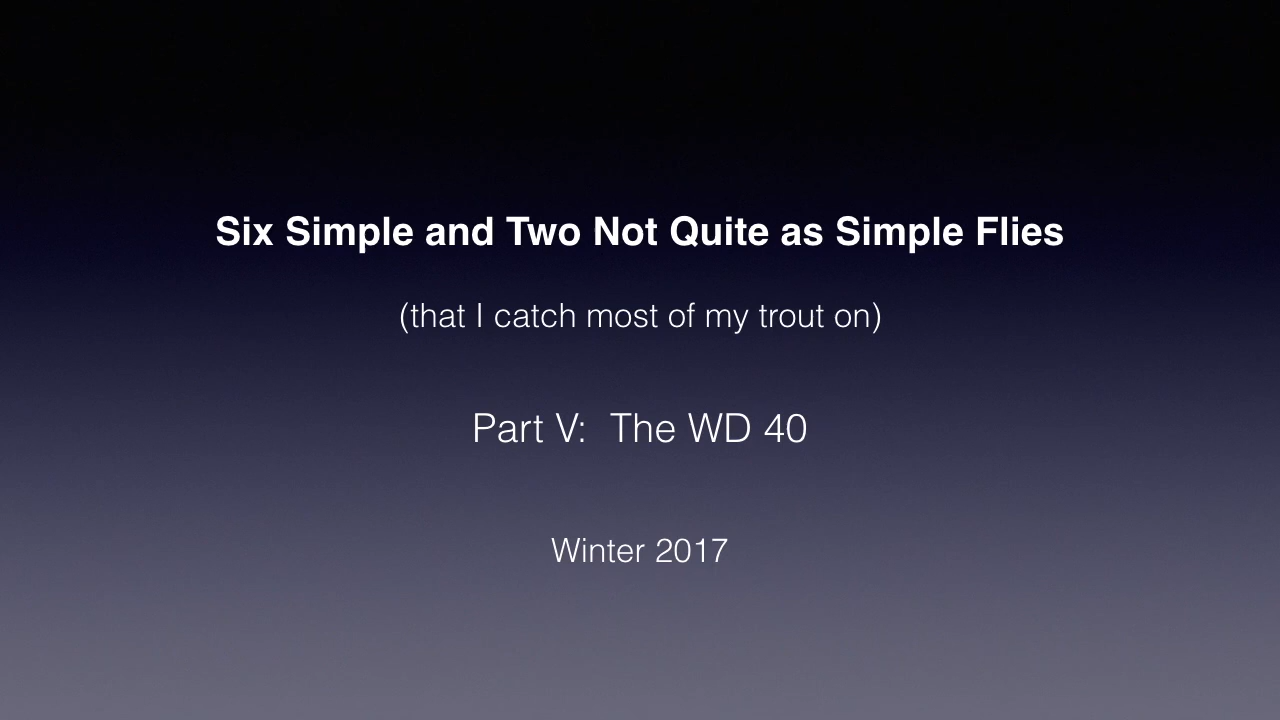 Six Simple and Two Not Quite as Simple Flies
(that I catch most of my trout on)
Part V:  The WD 40
Winter 2017